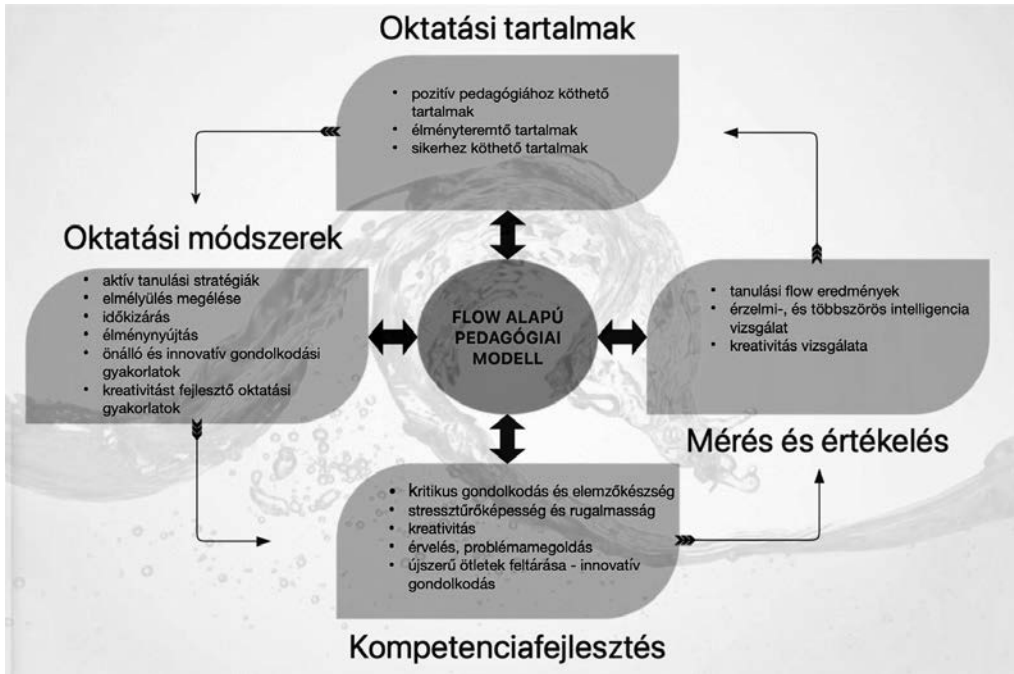 Oktatási tartalmak
• pozitív pedagógiához köthető
tartalmak
• élményteremtő tartalmak
• sikerhez köthető tartalmak
Oktatási módszerek
• aktív tanulási stratégiák
• elmélyülés megélése
• időkizárás
• élménynyújtás
• önálló és innovatív gondolkodási
gyakorlatok
• kreativitást fejlesztő oktatási
gyakorlatok
FLOW ALAPÚ
PEDAGÓGIAI
MODELL
• tanulási flow eredmények
• érzelmi-, és többszörös intelligencia
vizsgálat
• kreativitás vizsgálata
Mérés és értékelés
• Kritikus gondolkodás és elemzőkészség
• stressztűrőképesség és rugalmasság
• kreativitás
• érvelés, problémamegoldás
• újszerű ötletek feltárása - innovatív
gondolkodás
Kompetenciafejlesztés